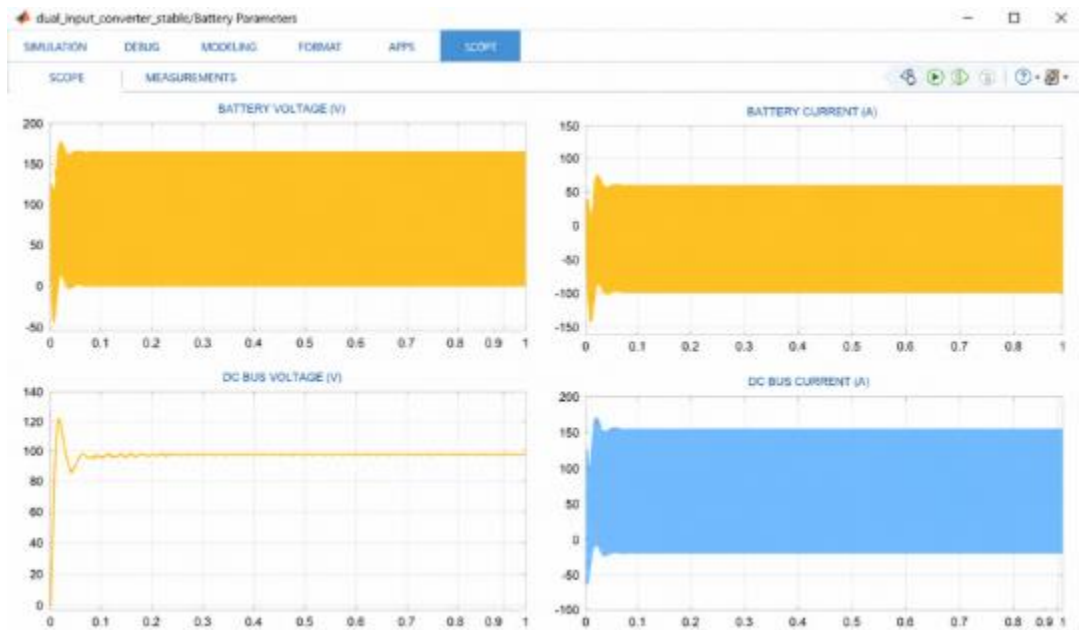 dual_input_converter_stable/Battery Parameters
SIMULATION DEBUG MODELING FORMAT APPS SCOPE
SCOPE MEASUREMENTS
BATTERY VOLTAGE (V)
200
150
100
50
0
-50
0 0.1 0.2 0.3 0.4 0.5 0.6 0.7 0.8 0.9 1
BATTERY CURRENT (A)
150
100
50
0
-50
-100
-150
0 0.1 0.2 0.3 0.4 0.5 0.6 0.7 0.8 0.9 1
DC BUS VOLTAGE (V)
140
120
100
80
60
40
20
0
0 0.1 0.2 0.3 0.4 0.5 0.6 0.7 0.8 0.9 1
DC BUS CURRENT (A)
200
150
100
50
0
-50
-100
0 0.1 0.2 0.3 0.4 0.5 0.6 0.7 0.8 0.9 1